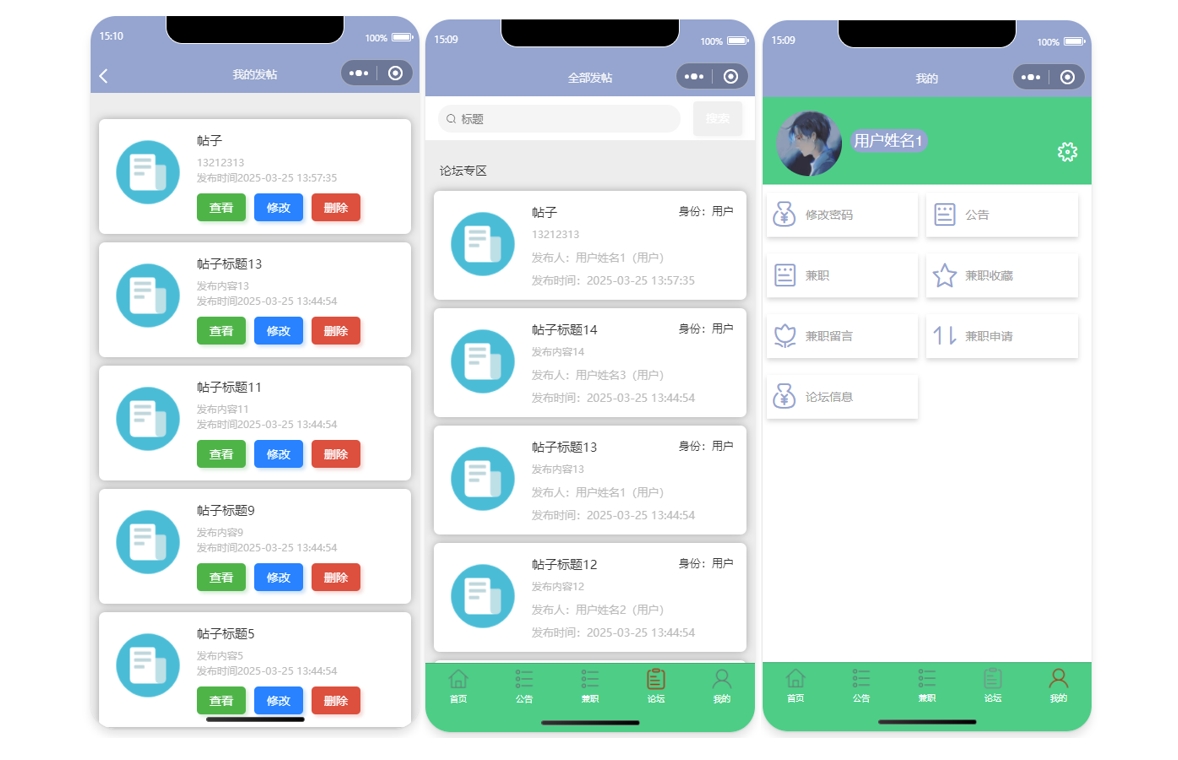 15:10
100%
我的发帖
帖子
13212313
发布时间2025-03-25 13:57:35
查看 修改 删除
帖子标题13
发布内容13
发布时间2025-03-25 13:44:54
查看 修改 删除
帖子标题11
发布内容11
发布时间2025-03-25 13:44:54
查看 修改 删除
帖子标题9
发布内容9
发布时间2025-03-25 13:44:54
查看 修改 删除
帖子标题5
发布内容5
发布时间2025-03-25 13:44:54
查看 修改 删除
15:09
100%
全部发帖
标题 搜索
论坛专区
帖子 身份：用户
13212313
发布人：用户姓名1（用户）
发布时间：2025-03-25 13:57:35
帖子标题14 身份：用户
发布内容14
发布人：用户姓名3（用户）
发布时间：2025-03-25 13:44:54
帖子标题13 身份：用户
发布内容13
发布人：用户姓名1（用户）
发布时间：2025-03-25 13:44:54
帖子标题12 身份：用户
发布内容12
发布人：用户姓名2（用户）
发布时间：2025-03-25 13:44:54
首页 公告 兼职 论坛 我的
15:09
100%
我的
用户姓名1
修改密码 公告
兼职 兼职收藏
兼职留言 兼职申请
论坛信息
首页 公告 兼职 论坛 我的